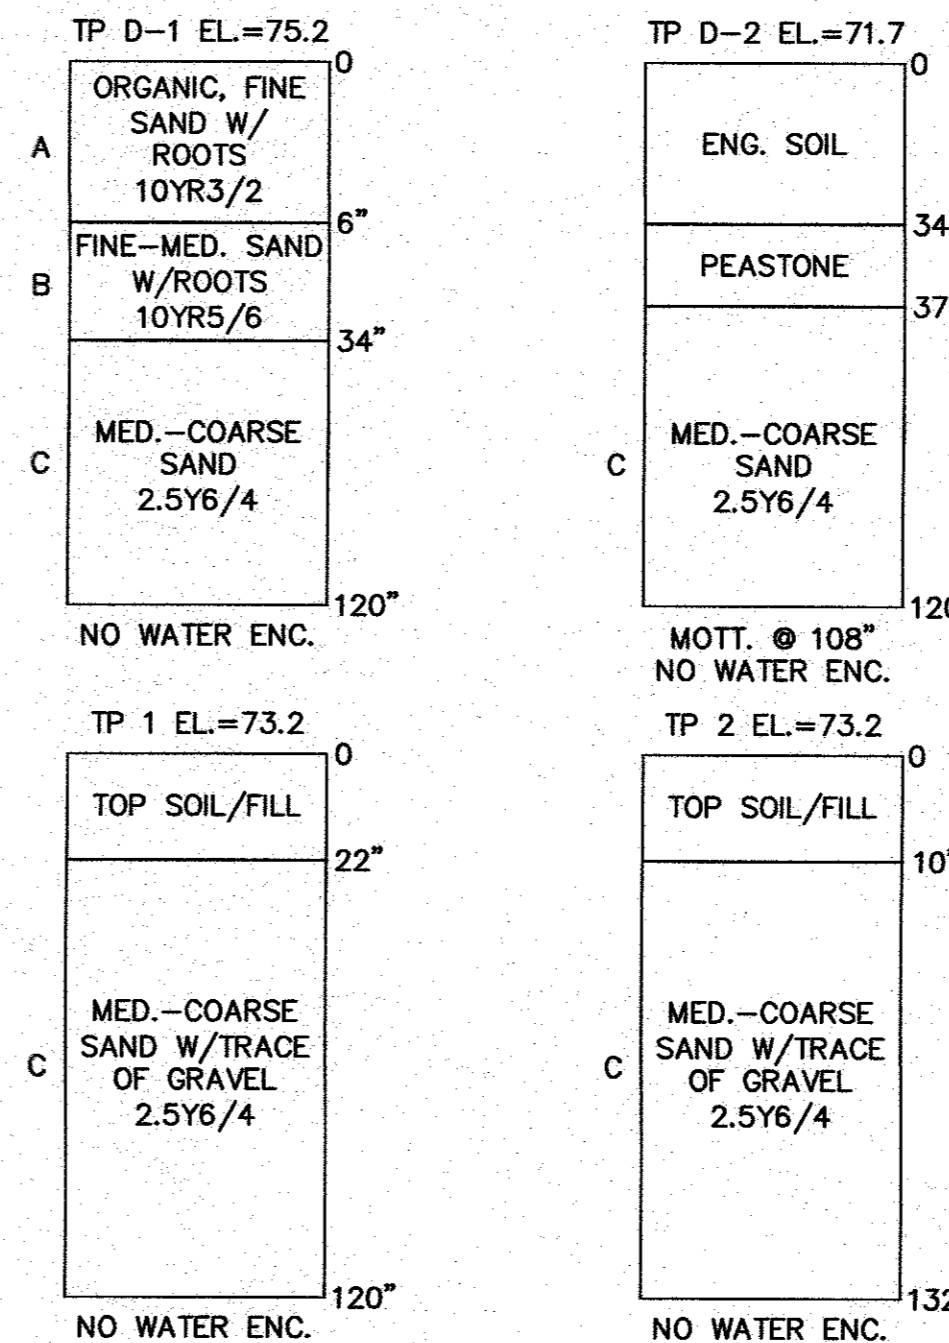 TP D-1 EL.=75.2
0
ORGANIC, FINE
SAND W/
ROOTS
10YR3/2
A
6"
FINE-MED. SAND
W/ROOTS
10YR5/6
B
34"
MED.-COARSE
SAND
2.5Y6/4
C
120"
NO WATER ENC.
TP D-2 EL.=71.7
0
ENG. SOIL
34
PEASTONE
37
MED.-COARSE
SAND
2.5Y6/4
C
120
MOTT. @ 108"
NO WATER ENC.
TP 1 EL.=73.2
0
TOP SOIL/FILL
22"
MED.-COARSE
SAND W/TRACE
OF GRAVEL
2.5Y6/4
C
120"
NO WATER ENC.
TP 2 EL.=73.2
0
TOP SOIL/FILL
10"
MED.-COARSE
SAND W/TRACE
OF GRAVEL
2.5Y6/4
C
132
NO WATER ENC.